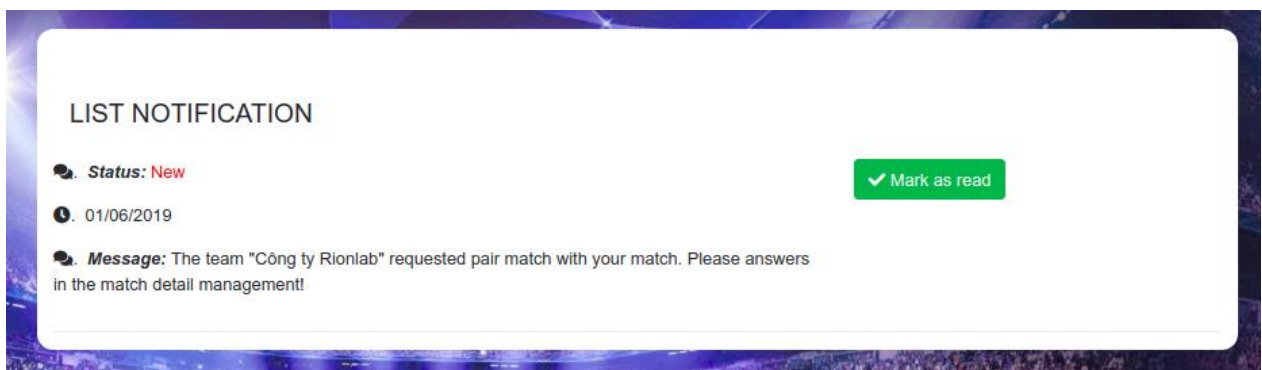 LIST NOTIFICATION
. Status: New
Mark as read
. 01/06/2019
. Message: The team "Công ty Rionlab" requested pair match with your match. Please answers
in the match detail management!